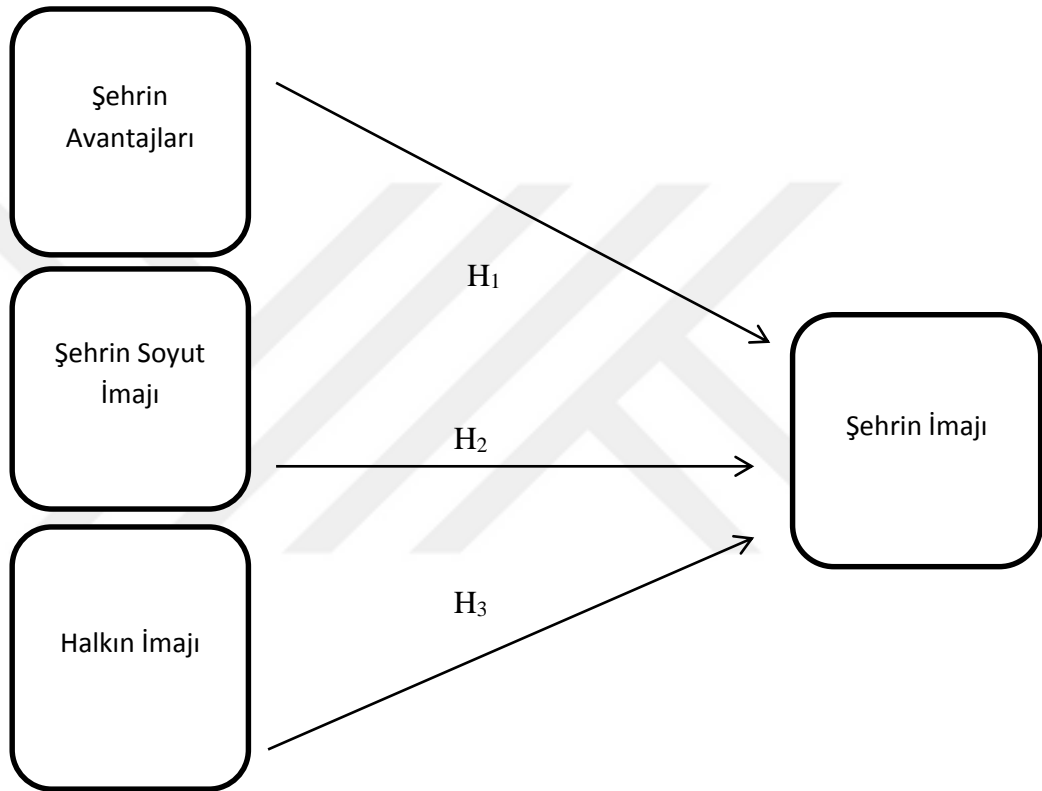 Şehrin
Avantajları
H₁
Şehrin Soyut
İmajı
H₂
Şehrin İmajı
Halkın İmajı
H₃